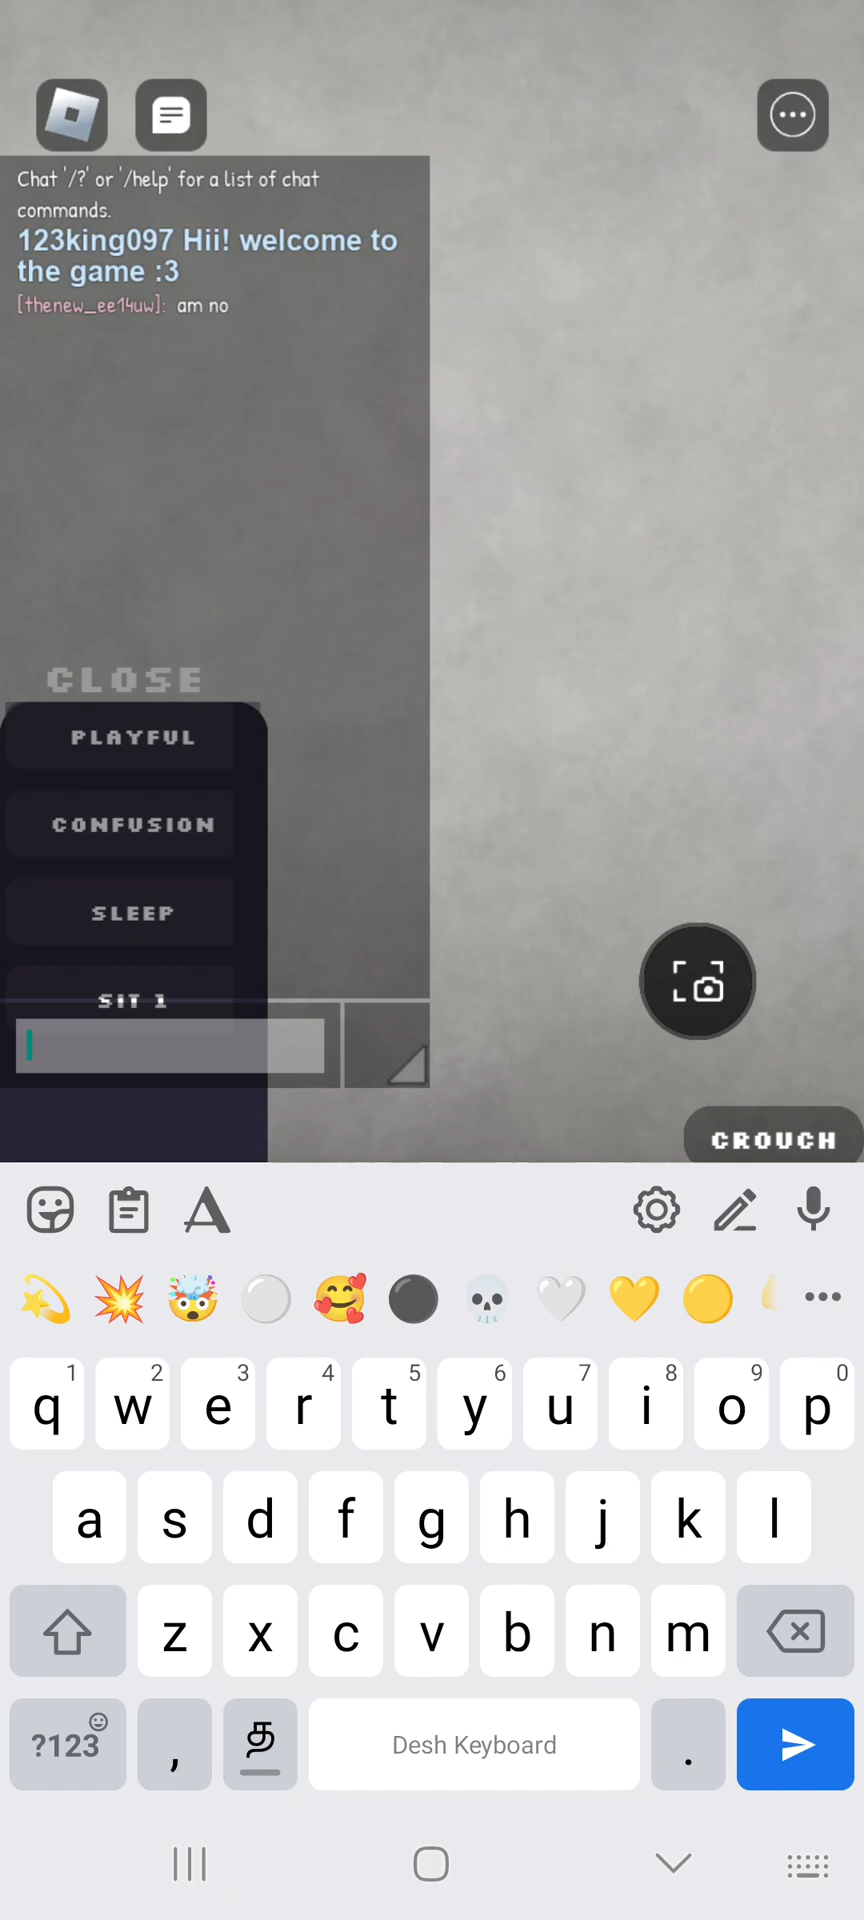 Chat '/?' or '/help' for a list of chat
commands.
123king097 Hii! welcome to
the game :3
[thenew_ee14uw]: am no
CLOSE
PLAYFUL
CONFUSION
SLEEP
SIT 1
CROUCH
1 2 3 4 5 6 7 8 9 0
q w e r t y u i o p
a s d f g h j k l
z x c v b n m
?123 , த Desh Keyboard .